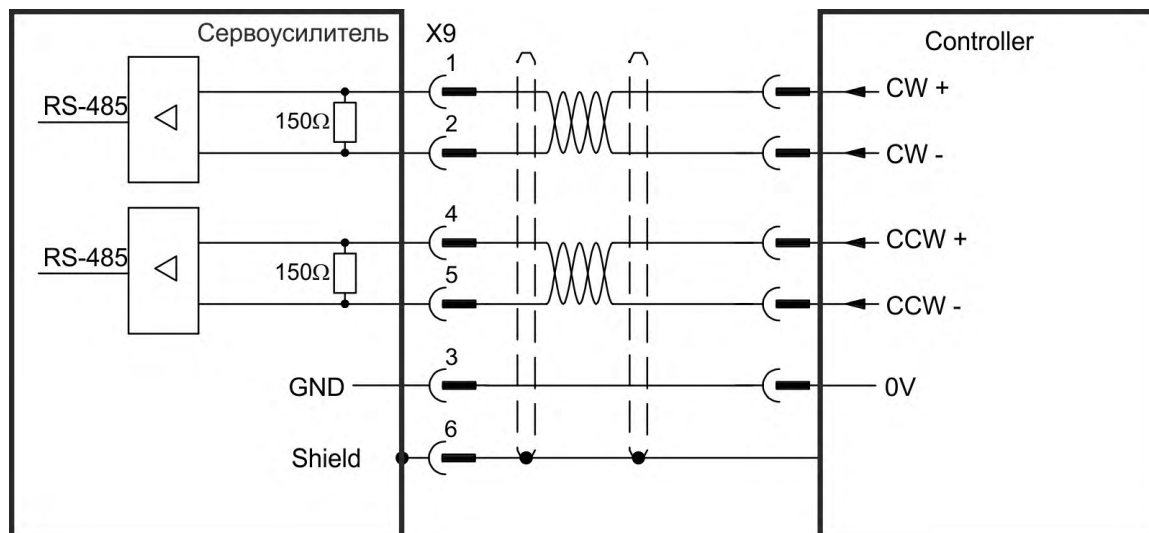 Сервоусилитель X9 Controller
1
RS-485 150Ω CW +
2
CW -
4
RS-485 150Ω CCW +
5
CCW -
3
GND 0V
6
Shield